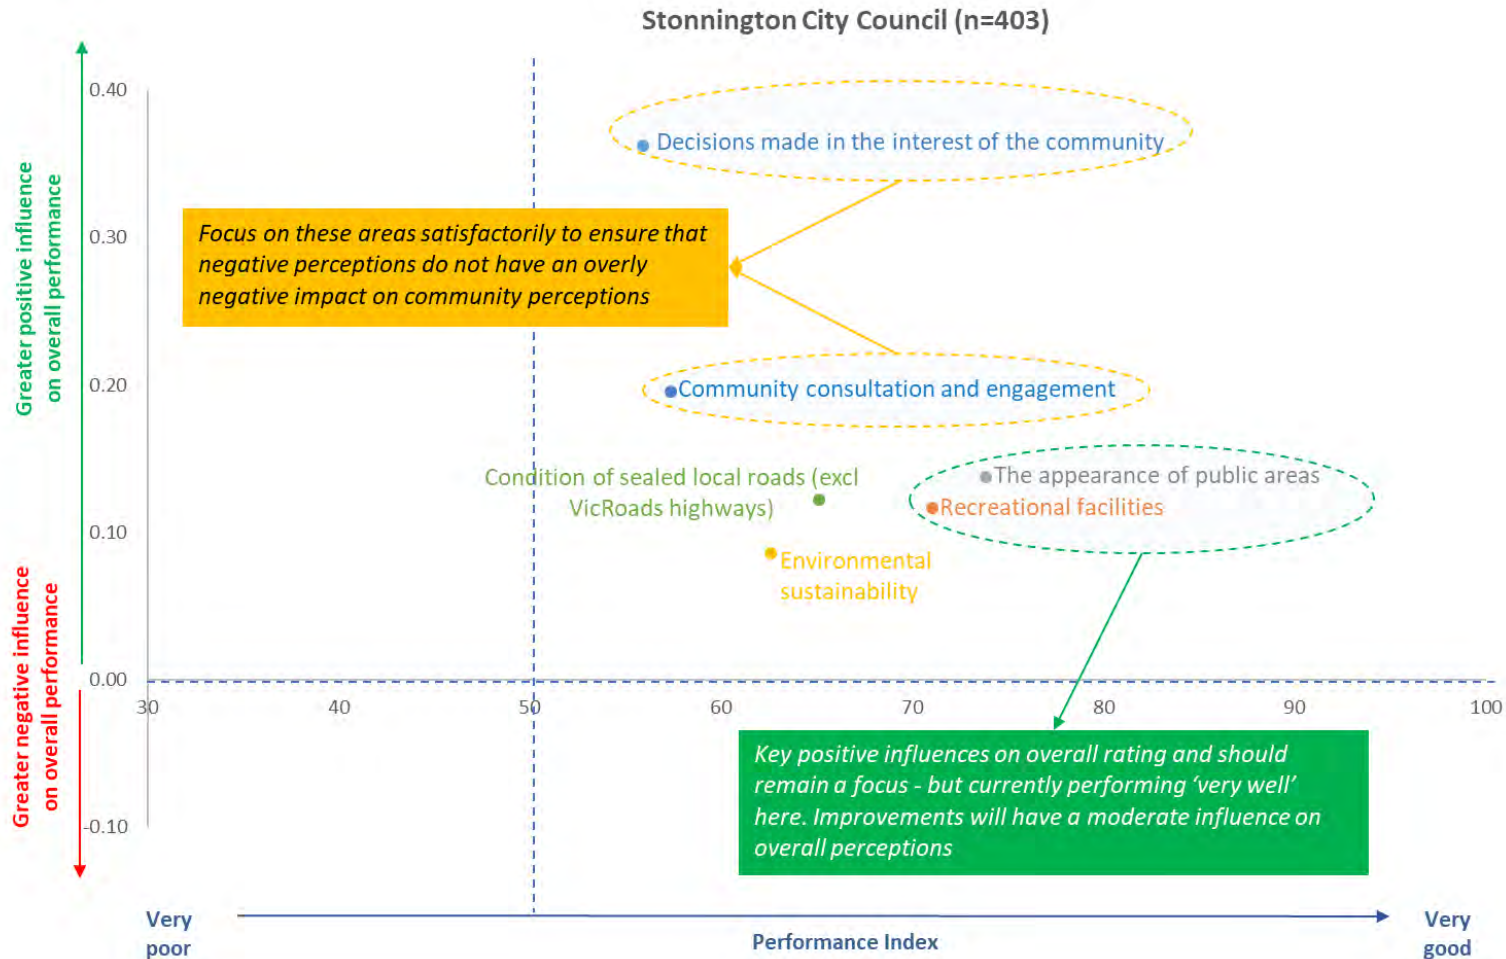 Stonnington City Council (n=403)
Greater positive influence
on overall performance
Greater negative influence
on overall performance
0.40
0.30
0.20
0.10
0.00
-0.10
Decisions made in the interest of the community
Focus on these areas satisfactorily to ensure that
negative perceptions do not have an overly
negative impact on community perceptions
Community consultation and engagement
Condition of sealed local roads (excl
VicRoads highways)
The appearance of public areas
Recreational facilities
Environmental
sustainability
30 40 50 60 70 80 90 100
Key positive influences on overall rating and should
remain a focus - but currently performing ‘very well’
here. Improvements will have a moderate influence on
overall perceptions
Very
poor
Performance Index
Very
good